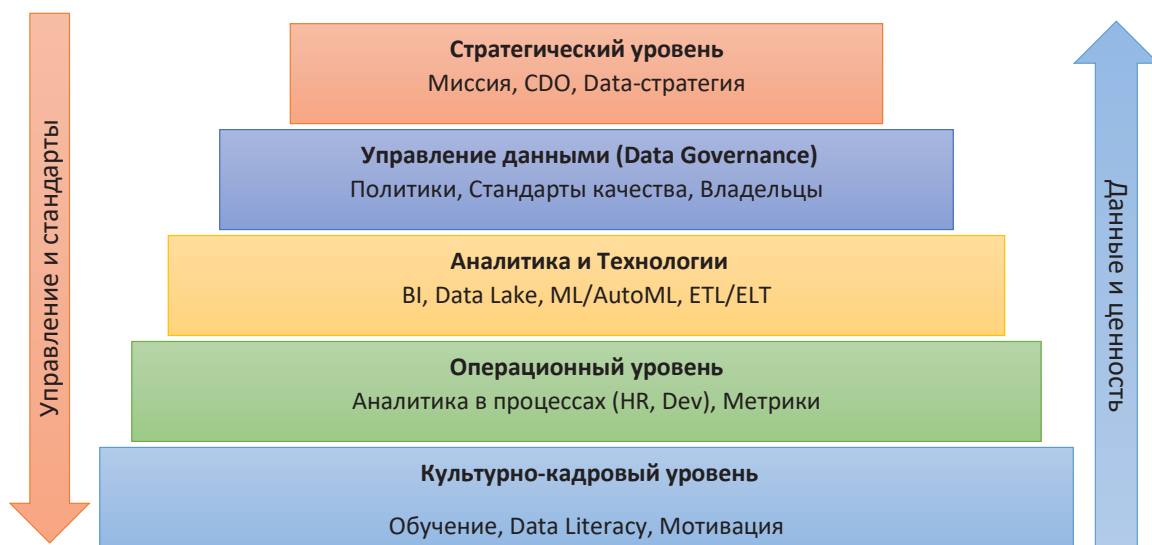 Стратегический уровень
Миссия, CDO, Data-стратегия
Управление данными (Data Governance)
Политики, Стандарты качества, Владельцы
Аналитика и Технологии
BI, Data Lake, ML/AutoML, ETL/ELT
Операционный уровень
Аналитика в процессах (HR, Dev), Метрики
Культурно-кадровый уровень
Обучение, Data Literacy, Мотивация
Управление и стандарты
Данные и ценность